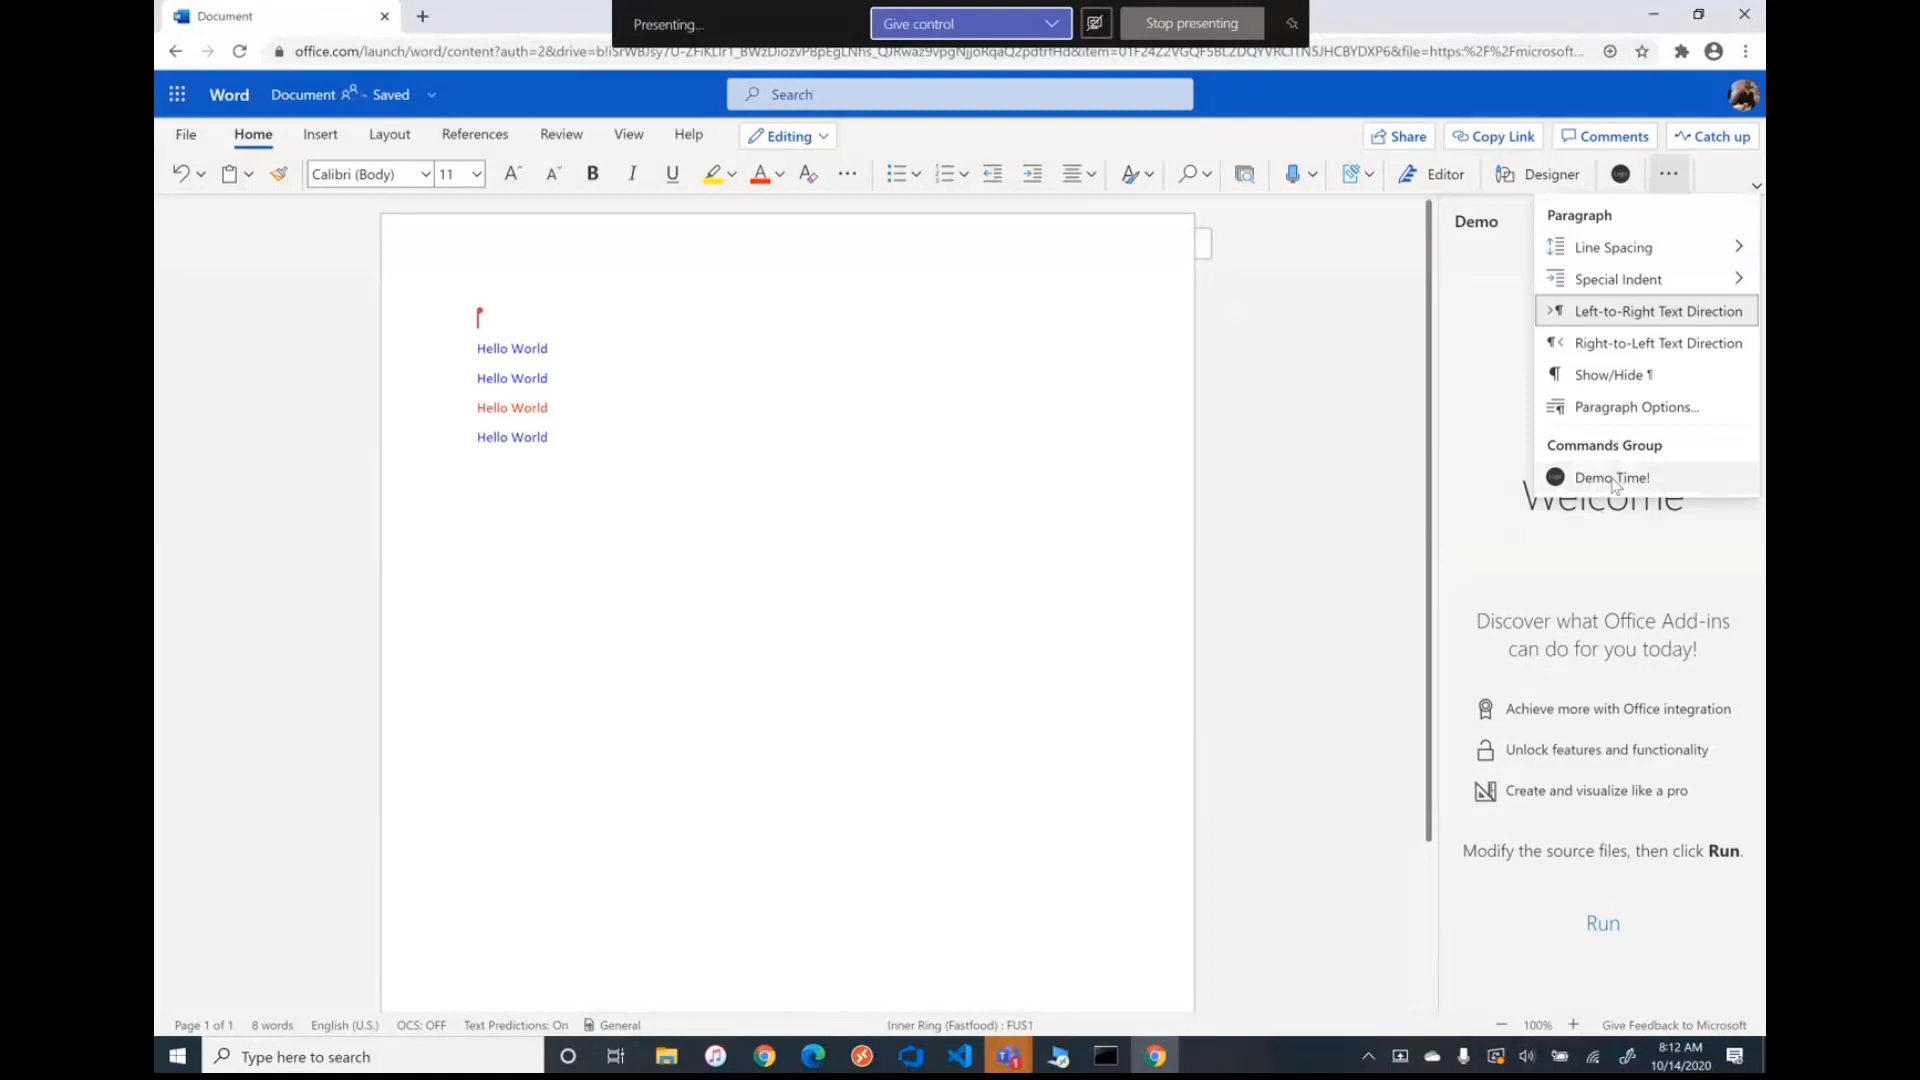 Document
Presenting...
Give control
Stop presenting
Word
Document
- Saved
Search
File
Home
Insert
Layout
References
Review
View
Help
Editing
Share
Copy Link
Comments
Catch up
Calibri (Body)
11
Editor
Designer
Demo
Paragraph
Line Spacing
Special Indent
Left-to-Right Text Direction
Right-to-Left Text Direction
Show/Hide ¶
Paragraph Options...
Commands Group
Demo Time!
Hello World
Hello World
Hello World
Hello World
Welcome
Discover what Office Add-ins
can do for you today!
Achieve more with Office integration
Unlock features and functionality
Create and visualize like a pro
Modify the source files, then click Run.
Run
Page 1 of 1
8 words
English (U.S.)
OCS: OFF
Text Predictions: On
General
Inner Ring (Fastfood) : FUS1
100%
Give Feedback to Microsoft
Type here to search
8:12 AM
10/14/2020